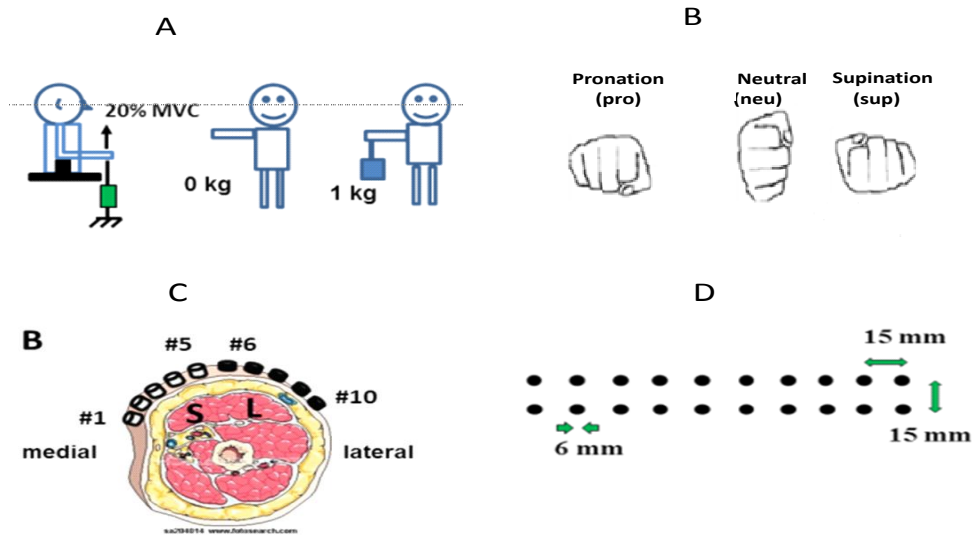 A
20% MVC
0 kg
1 kg
B
Pronation
(pro)
Neutral
(neu)
Supination
(sup)
C
B
#5
#6
#1
#10
S
L
medial
lateral
sa204014 www.fotosearch.com
D
15 mm
15 mm
6 mm